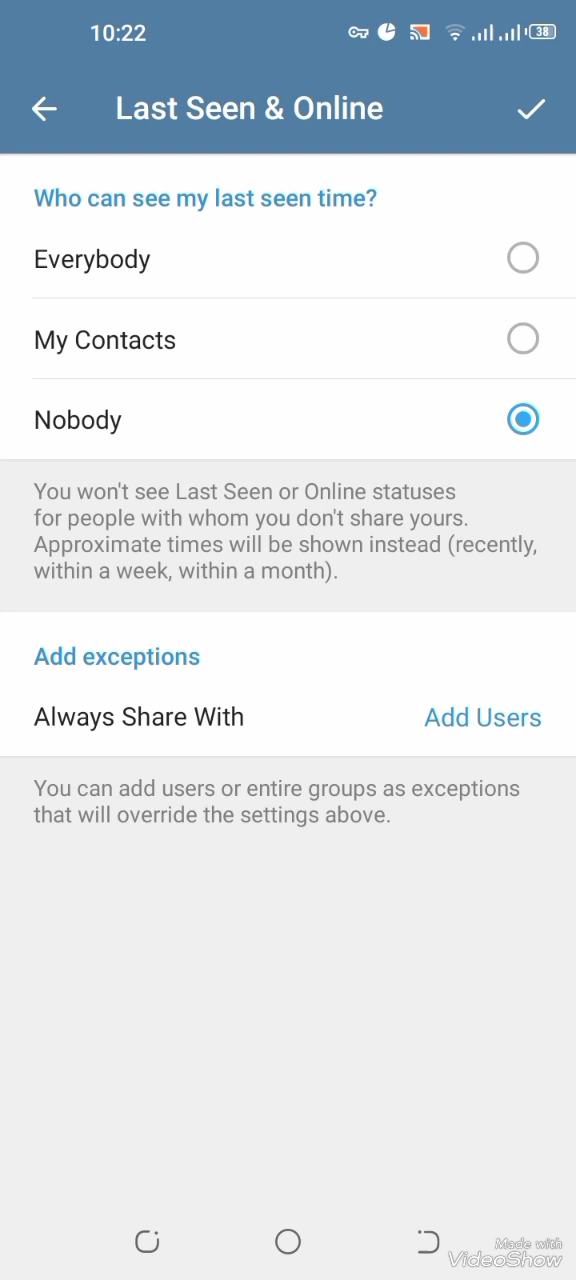 10:22
38
Last Seen & Online
Who can see my last seen time?
Everybody
My Contacts
Nobody
You won't see Last Seen or Online statuses
for people with whom you don't share yours.
Approximate times will be shown instead (recently,
within a week, within a month).
Add exceptions
Always Share With
Add Users
You can add users or entire groups as exceptions
that will override the settings above.
Made with
VideoShow